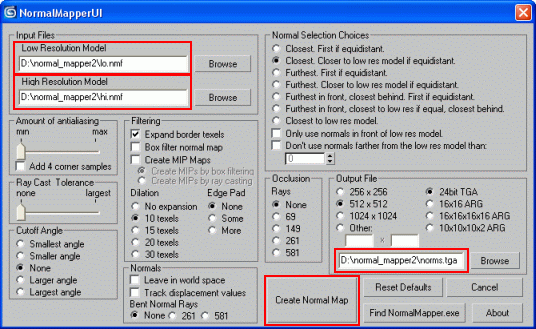 NormalMapperUI
Input Files
Low Resolution Model
D:\normal_mapper2\lo.nmf
Browse
High Resolution Model
D:\normal_mapper2\hi.nmf
Browse
Normal Selection Choices
Closest. First if equidistant.
Closest. Closer to low res model if equidistant.
Furthest. First if equidistant.
Furthest. Closer to low res model if equidistant.
Furthest in front, closest behind. First if equidistant.
Furthest in front, closest to low res if equal, closest behind.
Closest to low res model.
Only use normals in front of low res model.
Don't use normals farther from the low res model than:
0
Amount of antialiasing
min max
Add 4 corner samples
Ray Cast Tolerance
none largest
Cutoff Angle
Smallest angle
Smaller angle
None
Larger angle
Largest angle
Filtering
Expand border texels
Box filter normal map
Create MIP Maps
Create MIPs by box filtering
Create MIPs by ray casting
Dilation
No expansion
10 texels
15 texels
20 texels
30 texels
Edge Pad
None
Some
More
Normals
Leave in world space
Track displacement values
Bent Normal Rays
None 261 581
Occlusion
Rays
None
69
149
261
581
Output File
256 x 256
512 x 512
1024 x 1024
Other:
x
24bit TGA
16x16 ARG
16x16x16x16 ARG
10x10x10x2 ARG
D:\normal_mapper2\norms.tga
Browse
Create Normal Map
Reset Defaults
Cancel
Find NormalMapper.exe
About